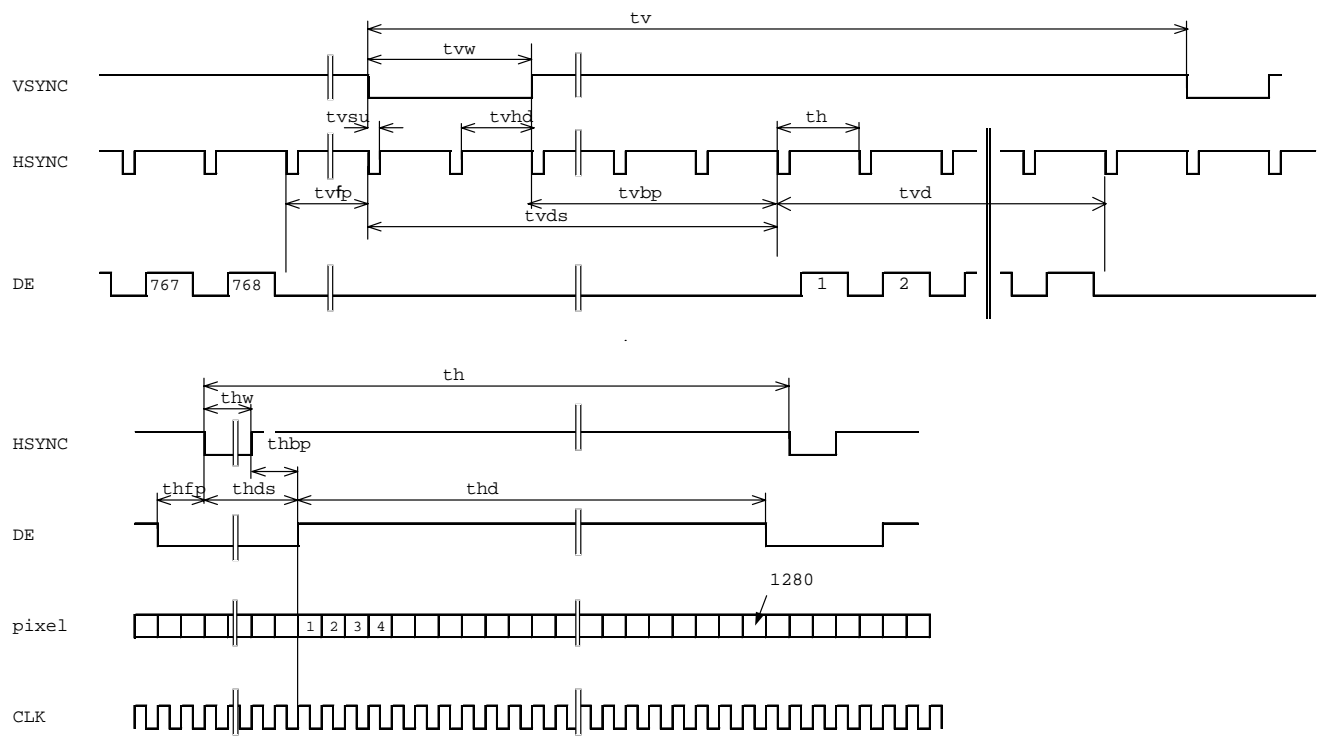 tv
tvw
VSYNC
tvsu
tvhd
th
HSYNC
tvfp
tvbp
tvd
tvds
DE
767
768
1
2
th
thw
HSYNC
thbp
thfp
thds
thd
DE
1280
pixel
1 2 3 4
CLK